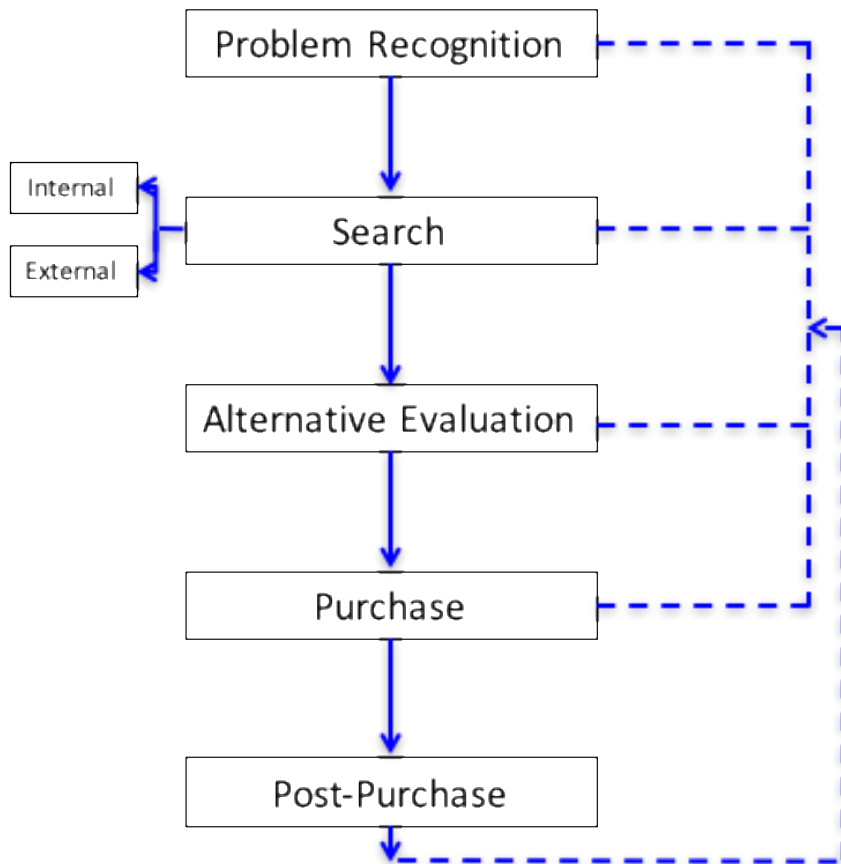 Problem Recognition
Internal
Search
External
Alternative Evaluation
Purchase
Post-Purchase